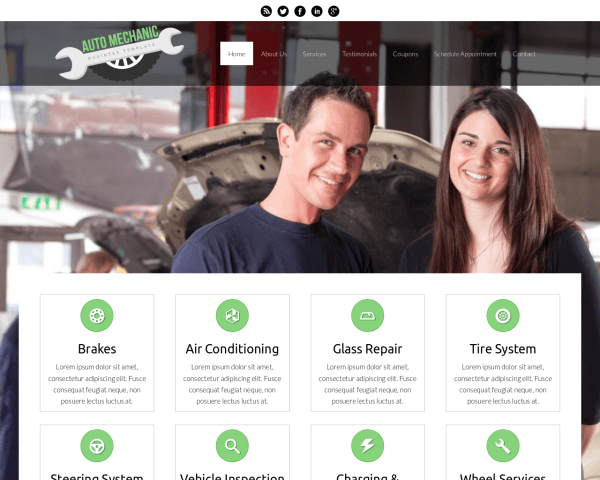 AUTO MECHANIC
BUSINESS TEMPLATE
Home About Us Services Testimonials Coupons Schedule Appointment Contact
Brakes
Lorem ipsum dolor sit amet,
consectetur adipiscing elit. Fusce
consequat feugiat neque, non
posuere lectus luctus at.
Air Conditioning
Lorem ipsum dolor sit amet,
consectetur adipiscing elit. Fusce
consequat feugiat neque, non
posuere lectus luctus at.
Glass Repair
Lorem ipsum dolor sit amet,
consectetur adipiscing elit. Fusce
consequat feugiat neque, non
posuere lectus luctus at.
Tire System
Lorem ipsum dolor sit amet,
consectetur adipiscing elit. Fusce
consequat feugiat neque, non
posuere lectus luctus at.
Steering System
Vehicle Inspection
Charging &
Wheel Services